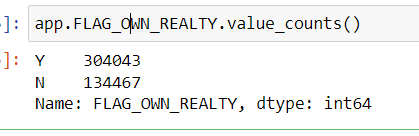 ]: app.FLAG_OWN_REALTY.value_counts()
]: Y 304043
N 134467
Name: FLAG_OWN_REALTY, dtype: int64